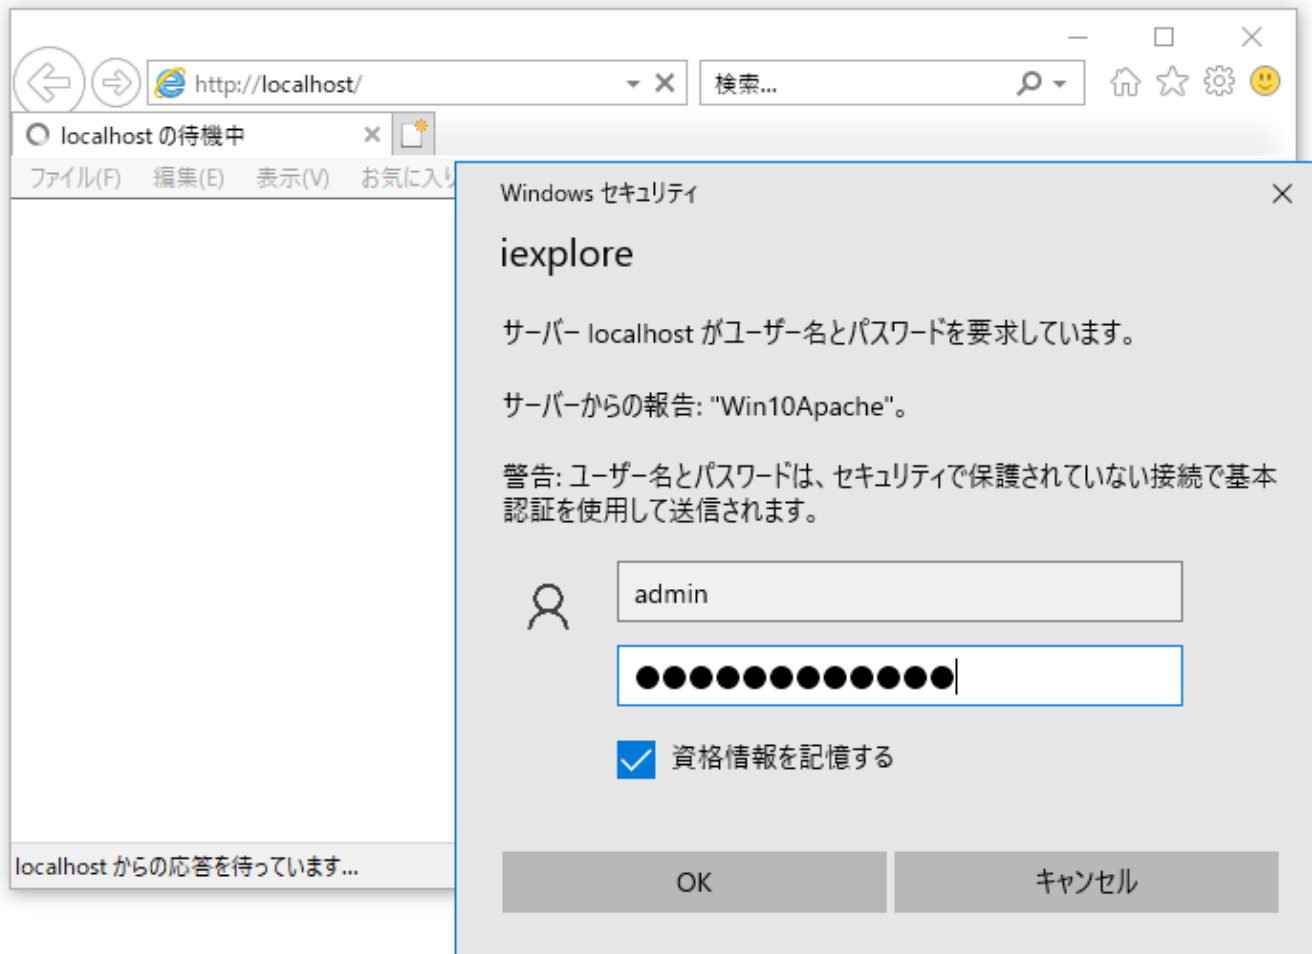 http://localhost/
検索...
localhost の待機中
ファイル(F) 編集(E) 表示(V) お気に入り
Windows セキュリティ
iexplore
サーバー localhost がユーザー名とパスワードを要求しています。
サーバーからの報告: "Win10Apache"。
警告: ユーザー名とパスワードは、セキュリティで保護されていない接続で基本
認証を使用して送信されます。
admin
●●●●●●●●●●●●
資格情報を記憶する
OK
キャンセル
localhost からの応答を待っています...